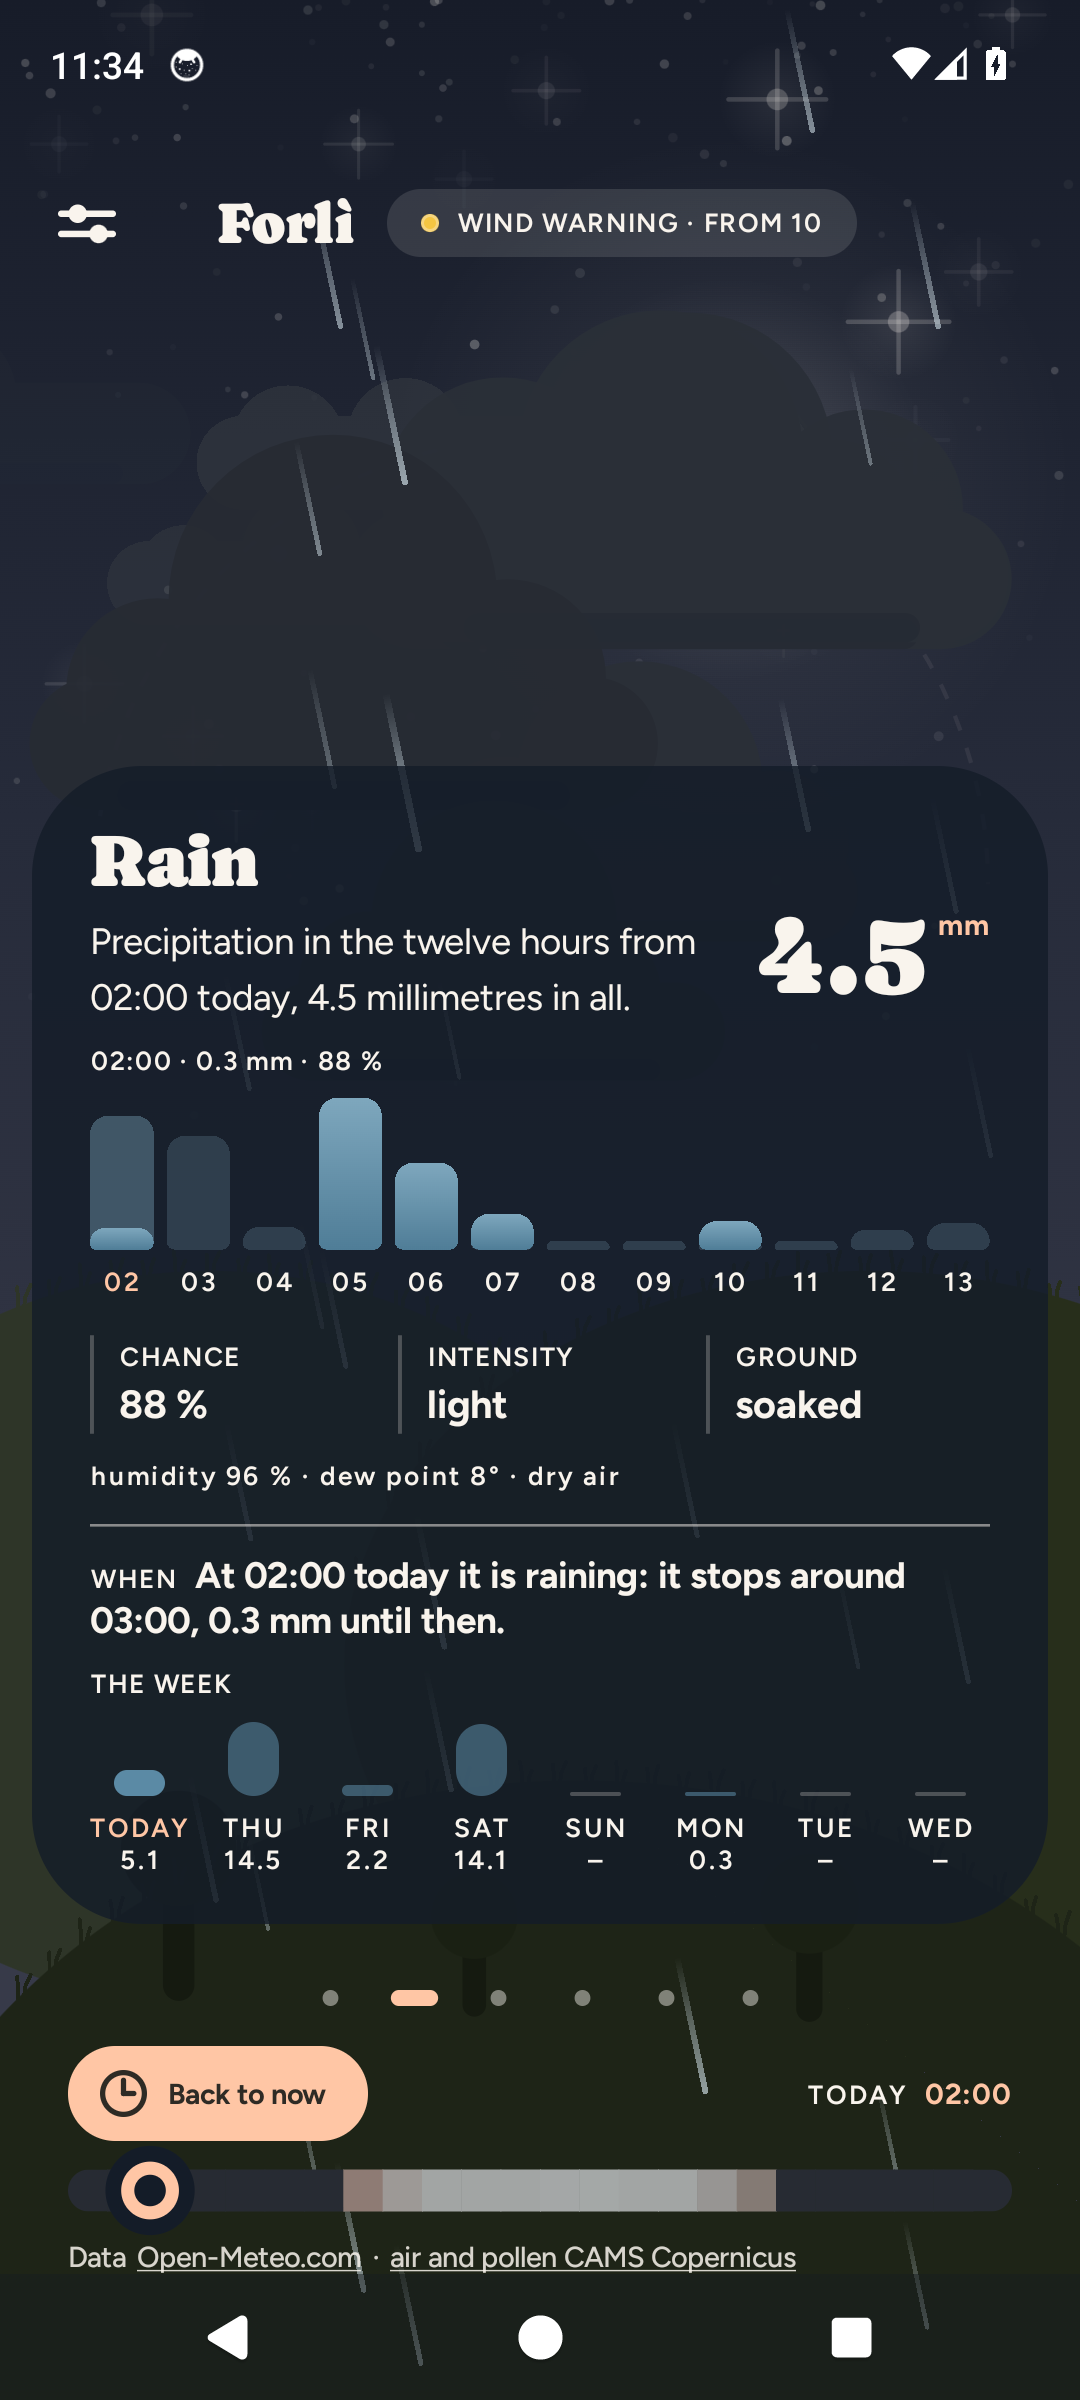 11:34
Forlì
WIND WARNING · FROM 10
Rain
Precipitation in the twelve hours from
02:00 today, 4.5 millimetres in all.
4.5 mm
02:00 · 0.3 mm · 88 %
02 03 04 05 06 07 08 09 10 11 12 13
CHANCE INTENSITY GROUND
88 % light soaked
humidity 96 % · dew point 8° · dry air
WHEN At 02:00 today it is raining: it stops around
03:00, 0.3 mm until then.
THE WEEK
TODAY THU FRI SAT SUN MON TUE WED
5.1 14.5 2.2 14.1 – 0.3 – –
Back to now
TODAY 02:00
Data Open-Meteo.com · air and pollen CAMS Copernicus